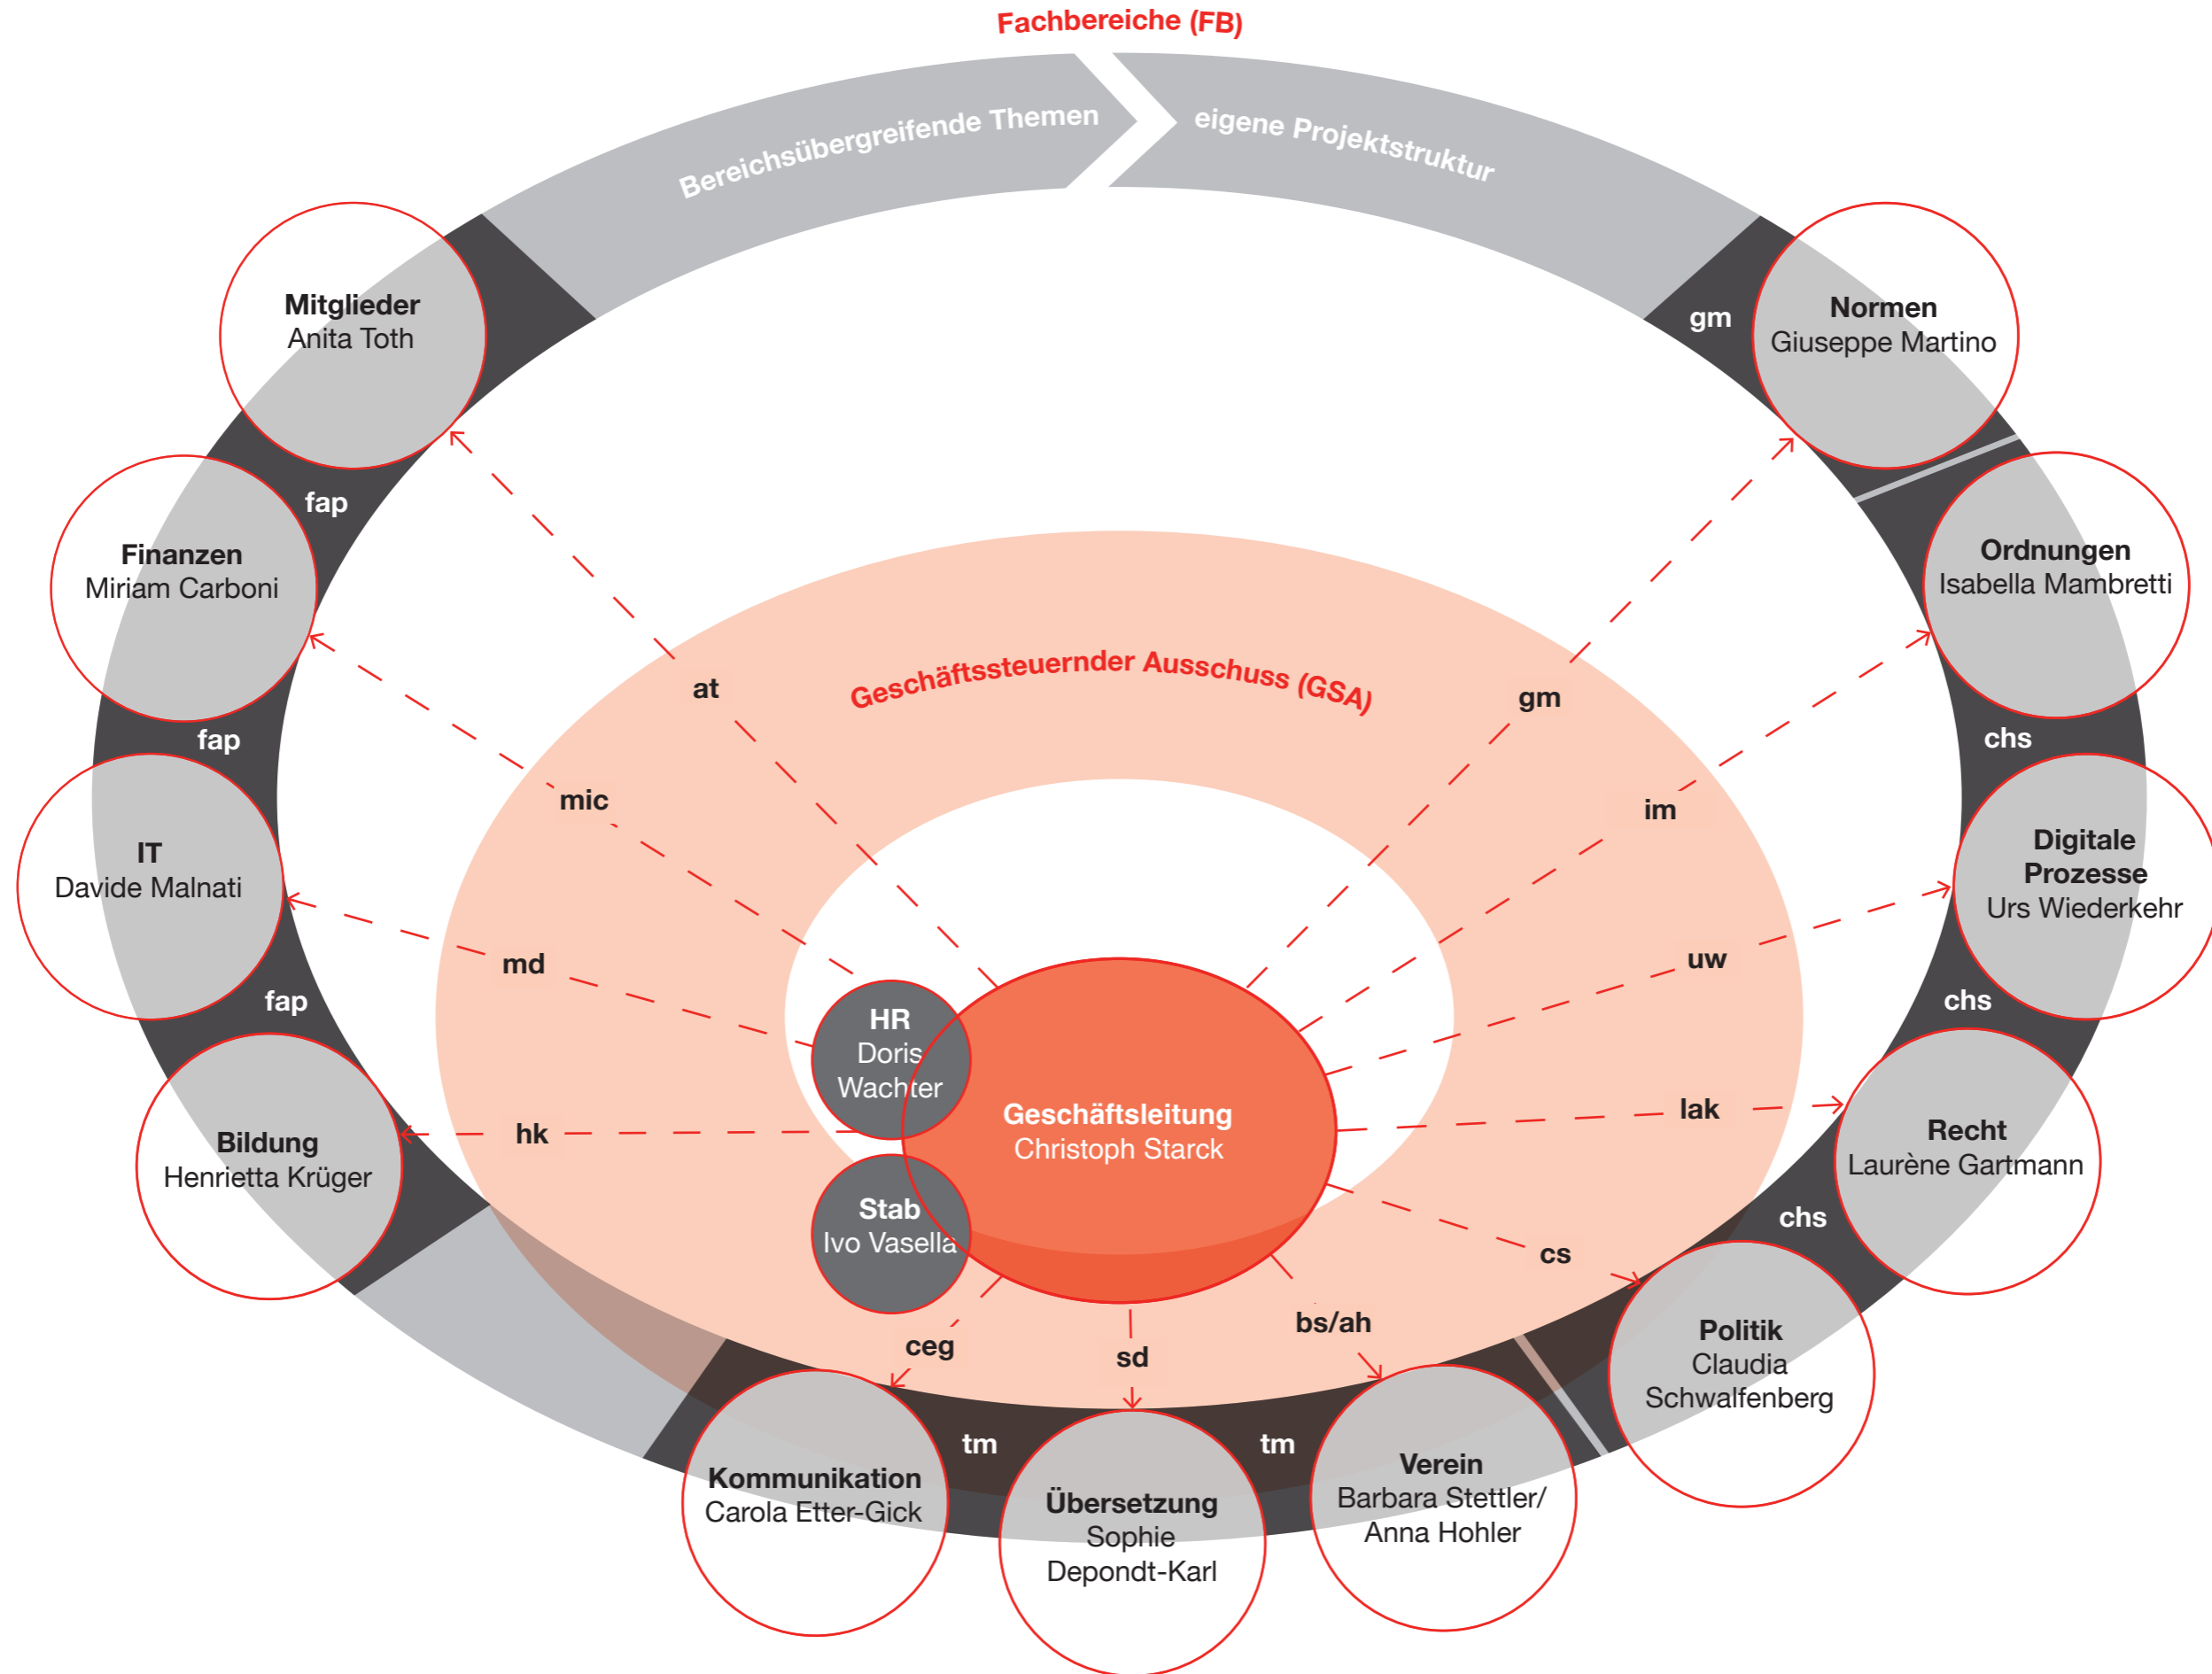 Fachbereiche (FB)
Bereichsübergreifende Themen
eigene Projektstruktur
Mitglieder
Anita Toth
gm
Normen
Giuseppe Martino
fap
Finanzen
Miriam Carboni
Ordnungen
Isabella Mambretti
Geschäftssteuernder Ausschuss (GSA)
at
gm
fap
chs
mic
im
IT
Davide Malnati
Digitale
Prozesse
Urs Wiederkehr
md
uw
fap
chs
HR
Doris
Wachter
Geschäftsleitung
Christoph Starck
lak
hk
Bildung
Henrietta Krüger
Recht
Laurène Gartmann
Stab
Ivo Vasella
chs
cs
ceg
sd
bs/ah
Politik
Claudia
Schwalfenberg
tm
tm
Kommunikation
Carola Etter-Gick
Übersetzung
Sophie
Depondt-Karl
Verein
Barbara Stettler/
Anna Hohler